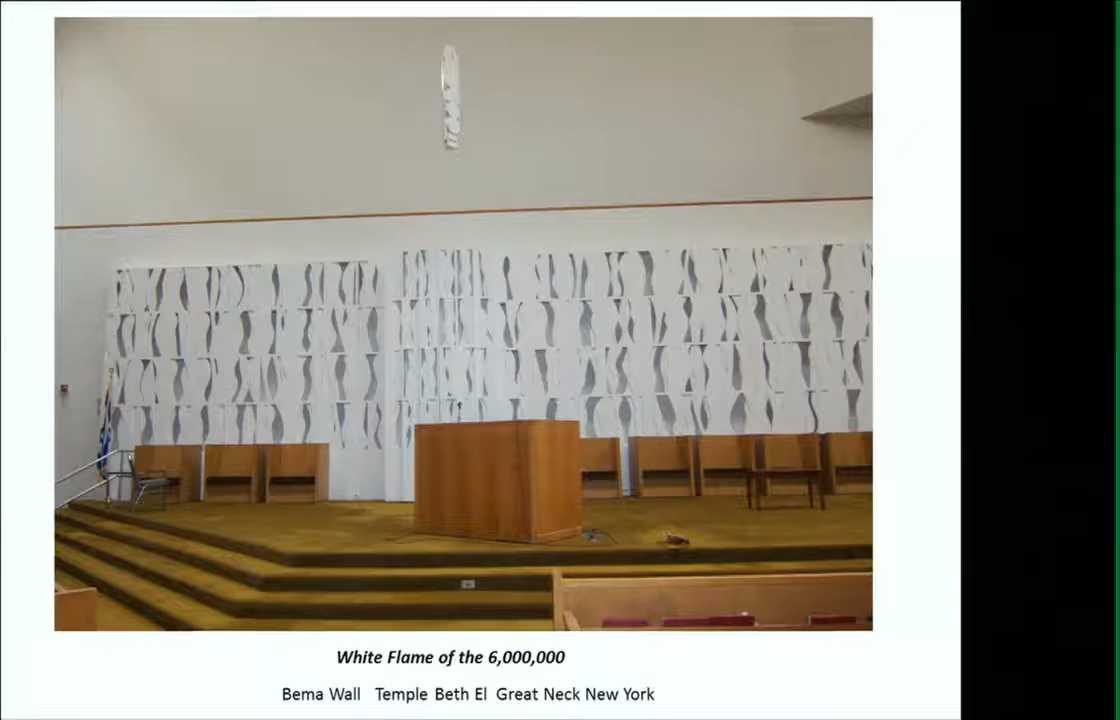 White Flame of the 6,000,000
Bema Wall Temple Beth El Great Neck New York